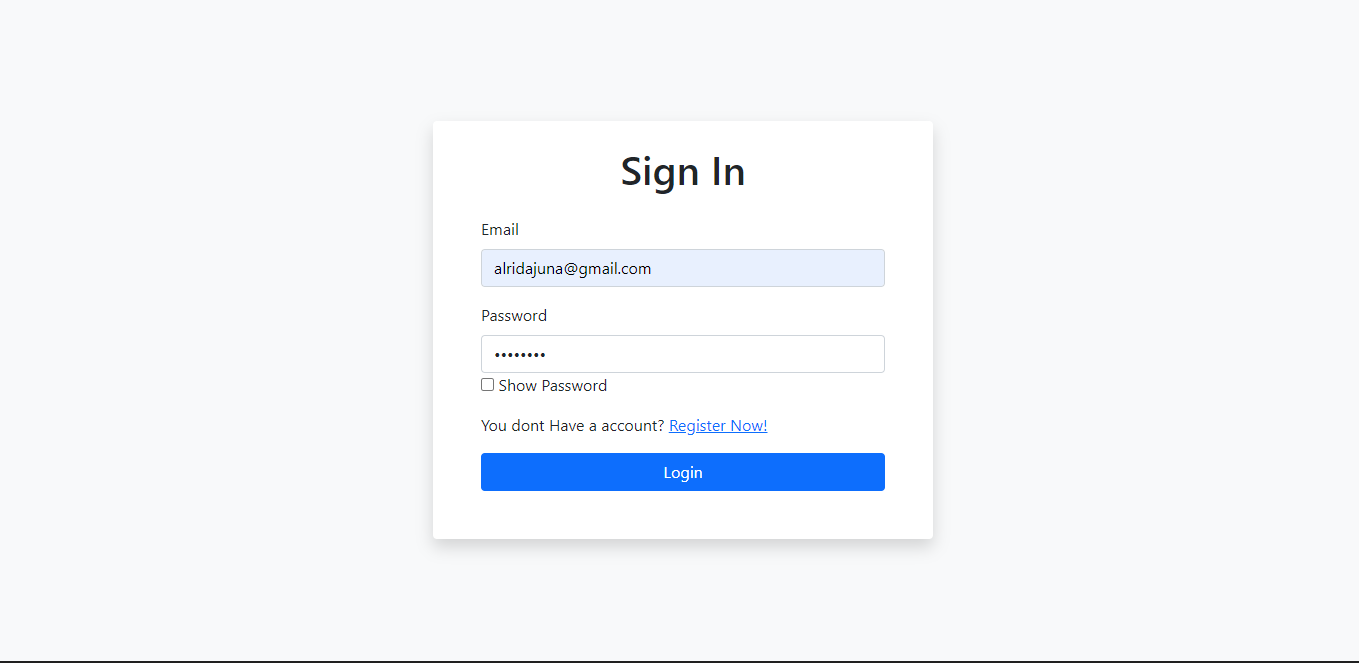 Sign In
Email
alridajuna@gmail.com
Password
••••••••
Show Password
You dont Have a account? Register Now!
Login